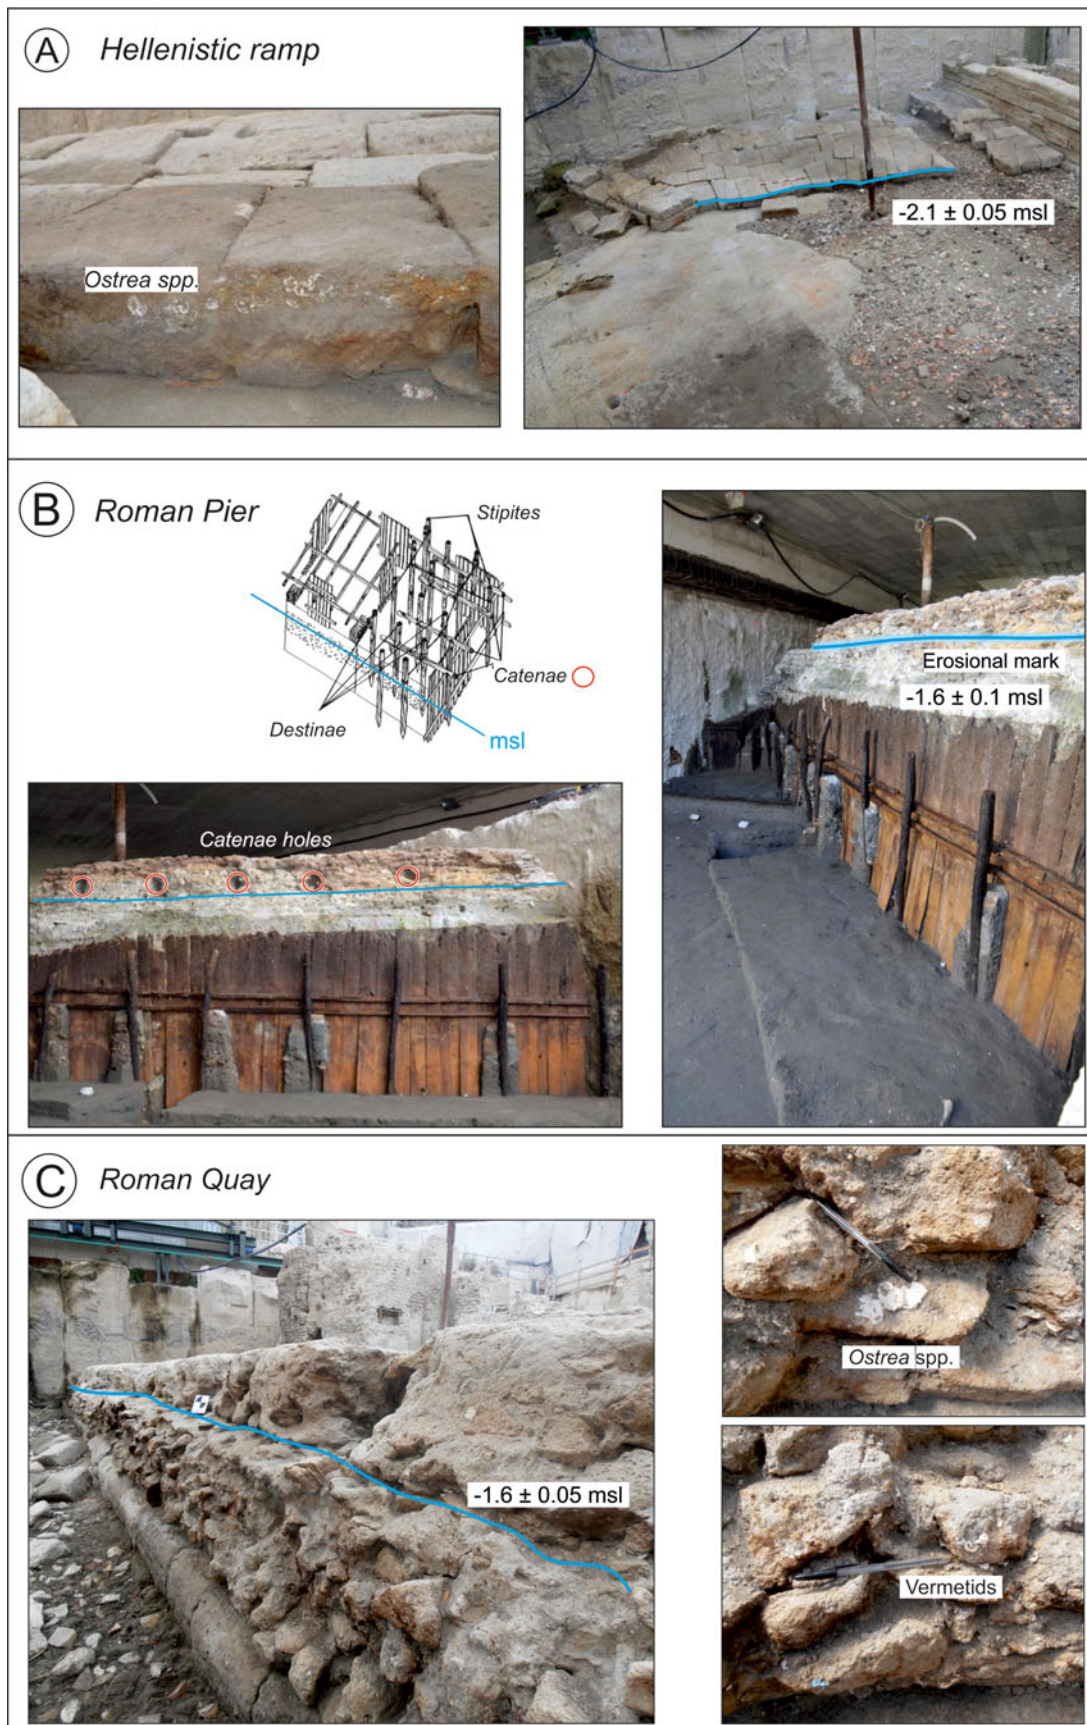 A Hellenistic ramp
Ostrea spp.
-2.1 ± 0.05 msl
B Roman Pier
Stipites
Catenae
Destinae
msl
Erosional mark
-1.6 ± 0.1 msl
Catenae holes
C Roman Quay
-1.6 ± 0.05 msl
Ostrea spp.
Vermetids